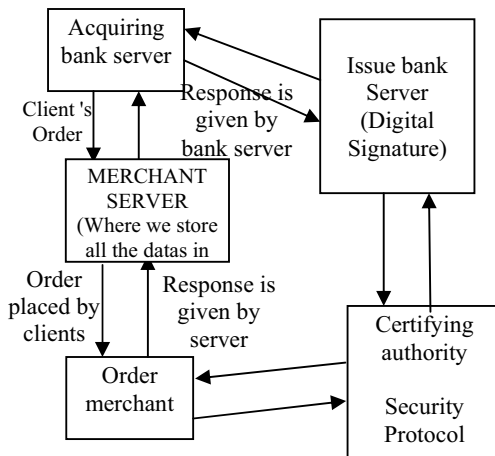 Acquiring
bank server
Issue bank
Server
(Digital
Signature)
Client 's
Order
Response is
given by
bank server
MERCHANT
SERVER
(Where we store
all the datas in
Order
placed by
clients
Response is
given by
server
Order
merchant
Certifying
authority
Security
Protocol